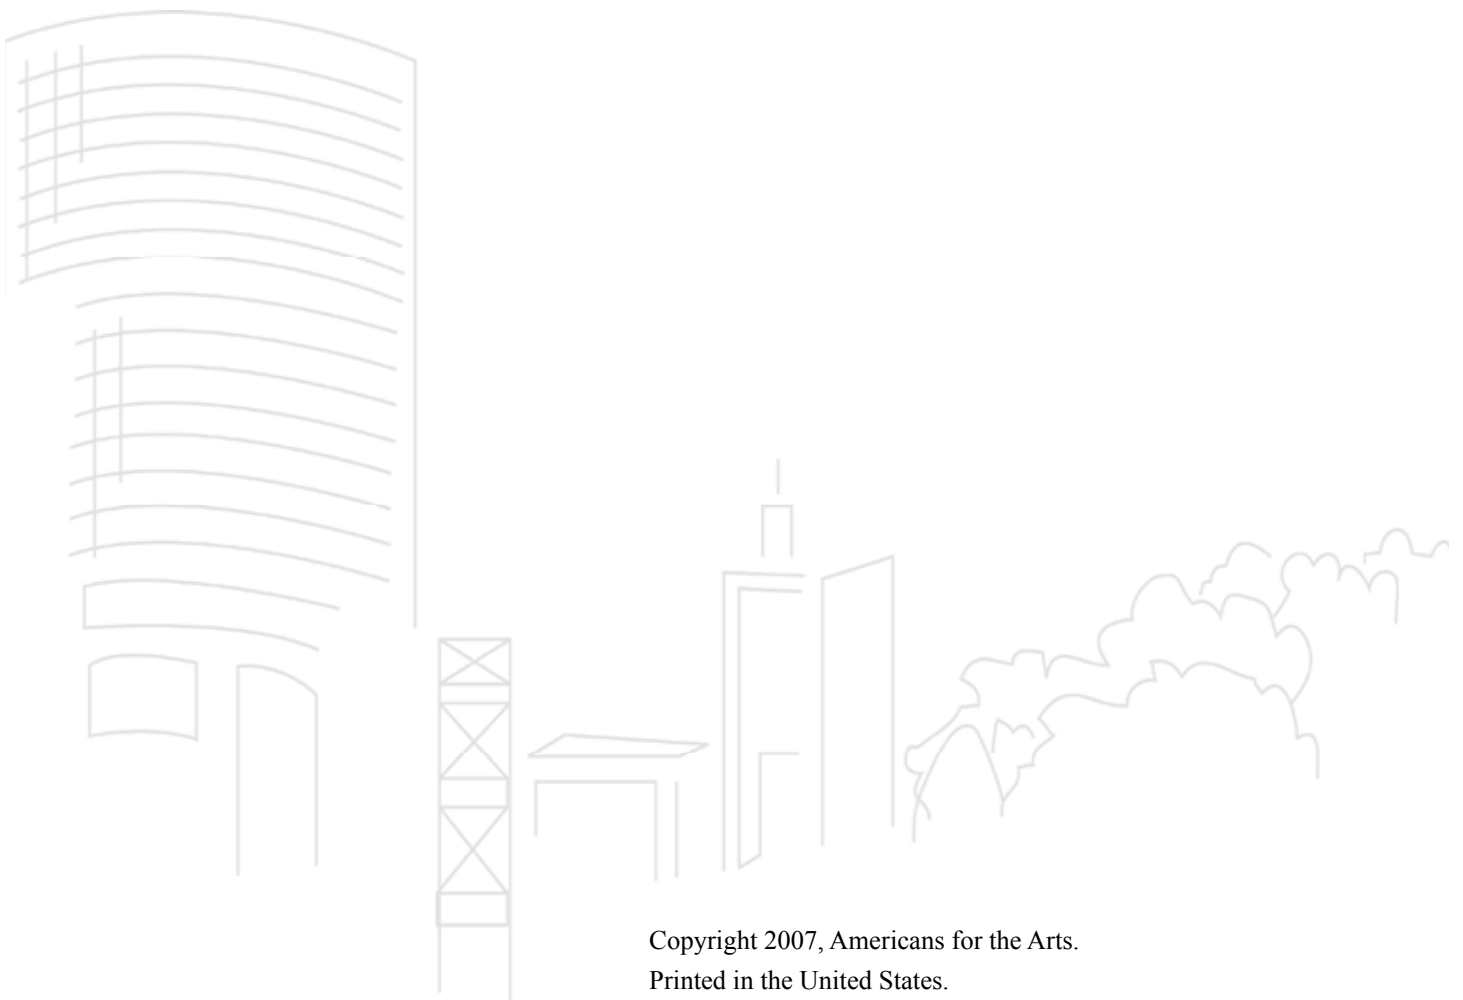 Copyright 2007, Americans for the Arts.
Printed in the United States.